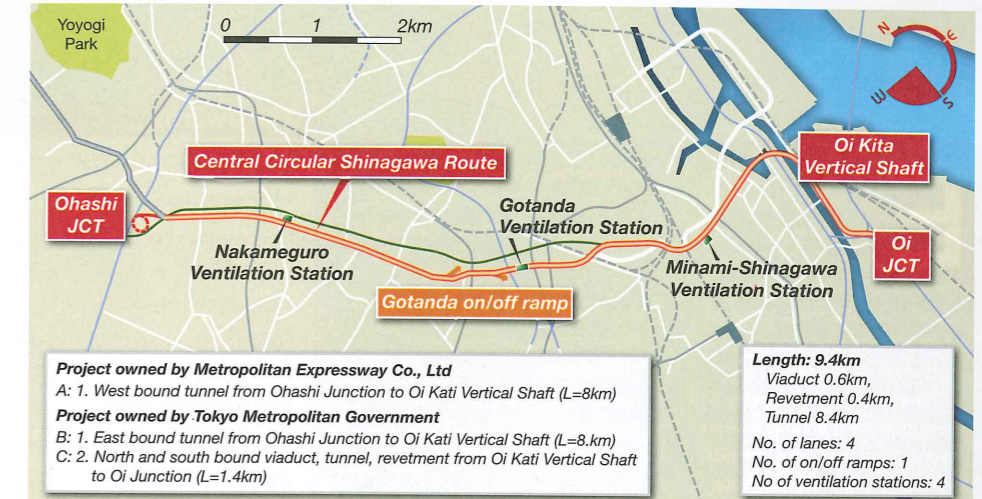 Yoyogi
Park
0 1 2km
N
E
S
W
Central Circular Shinagawa Route
Oi Kita
Vertical Shaft
Ohashi
JCT
Gotanda
Ventilation Station
Nakameguro
Ventilation Station
Oi
JCT
Minami-Shinagawa
Ventilation Station
Gotanda on/off ramp
Project owned by Metropolitan Expressway Co., Ltd
A: 1. West bound tunnel from Ohashi Junction to Oi Kati Vertical Shaft (L=8km)
Project owned by Tokyo Metropolitan Government
B: 1. East bound tunnel from Ohashi Junction to Oi Kati Vertical Shaft (L=8.km)
C: 2. North and south bound viaduct, tunnel, revetment from Oi Kati Vertical Shaft
to Oi Junction (L=1.4km)
Length: 9.4km
Viaduct 0.6km,
Revetment 0.4km,
Tunnel 8.4km
No. of lanes: 4
No. of on/off ramps: 1
No of ventilation stations: 4